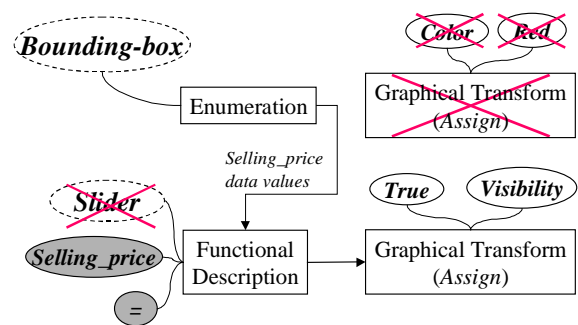 Bounding-box
Color
Red
Enumeration
Graphical Transform
(Assign)
Selling_price
data values
Slider
True
Visibility
Selling_price
Functional
Description
Graphical Transform
(Assign)
=